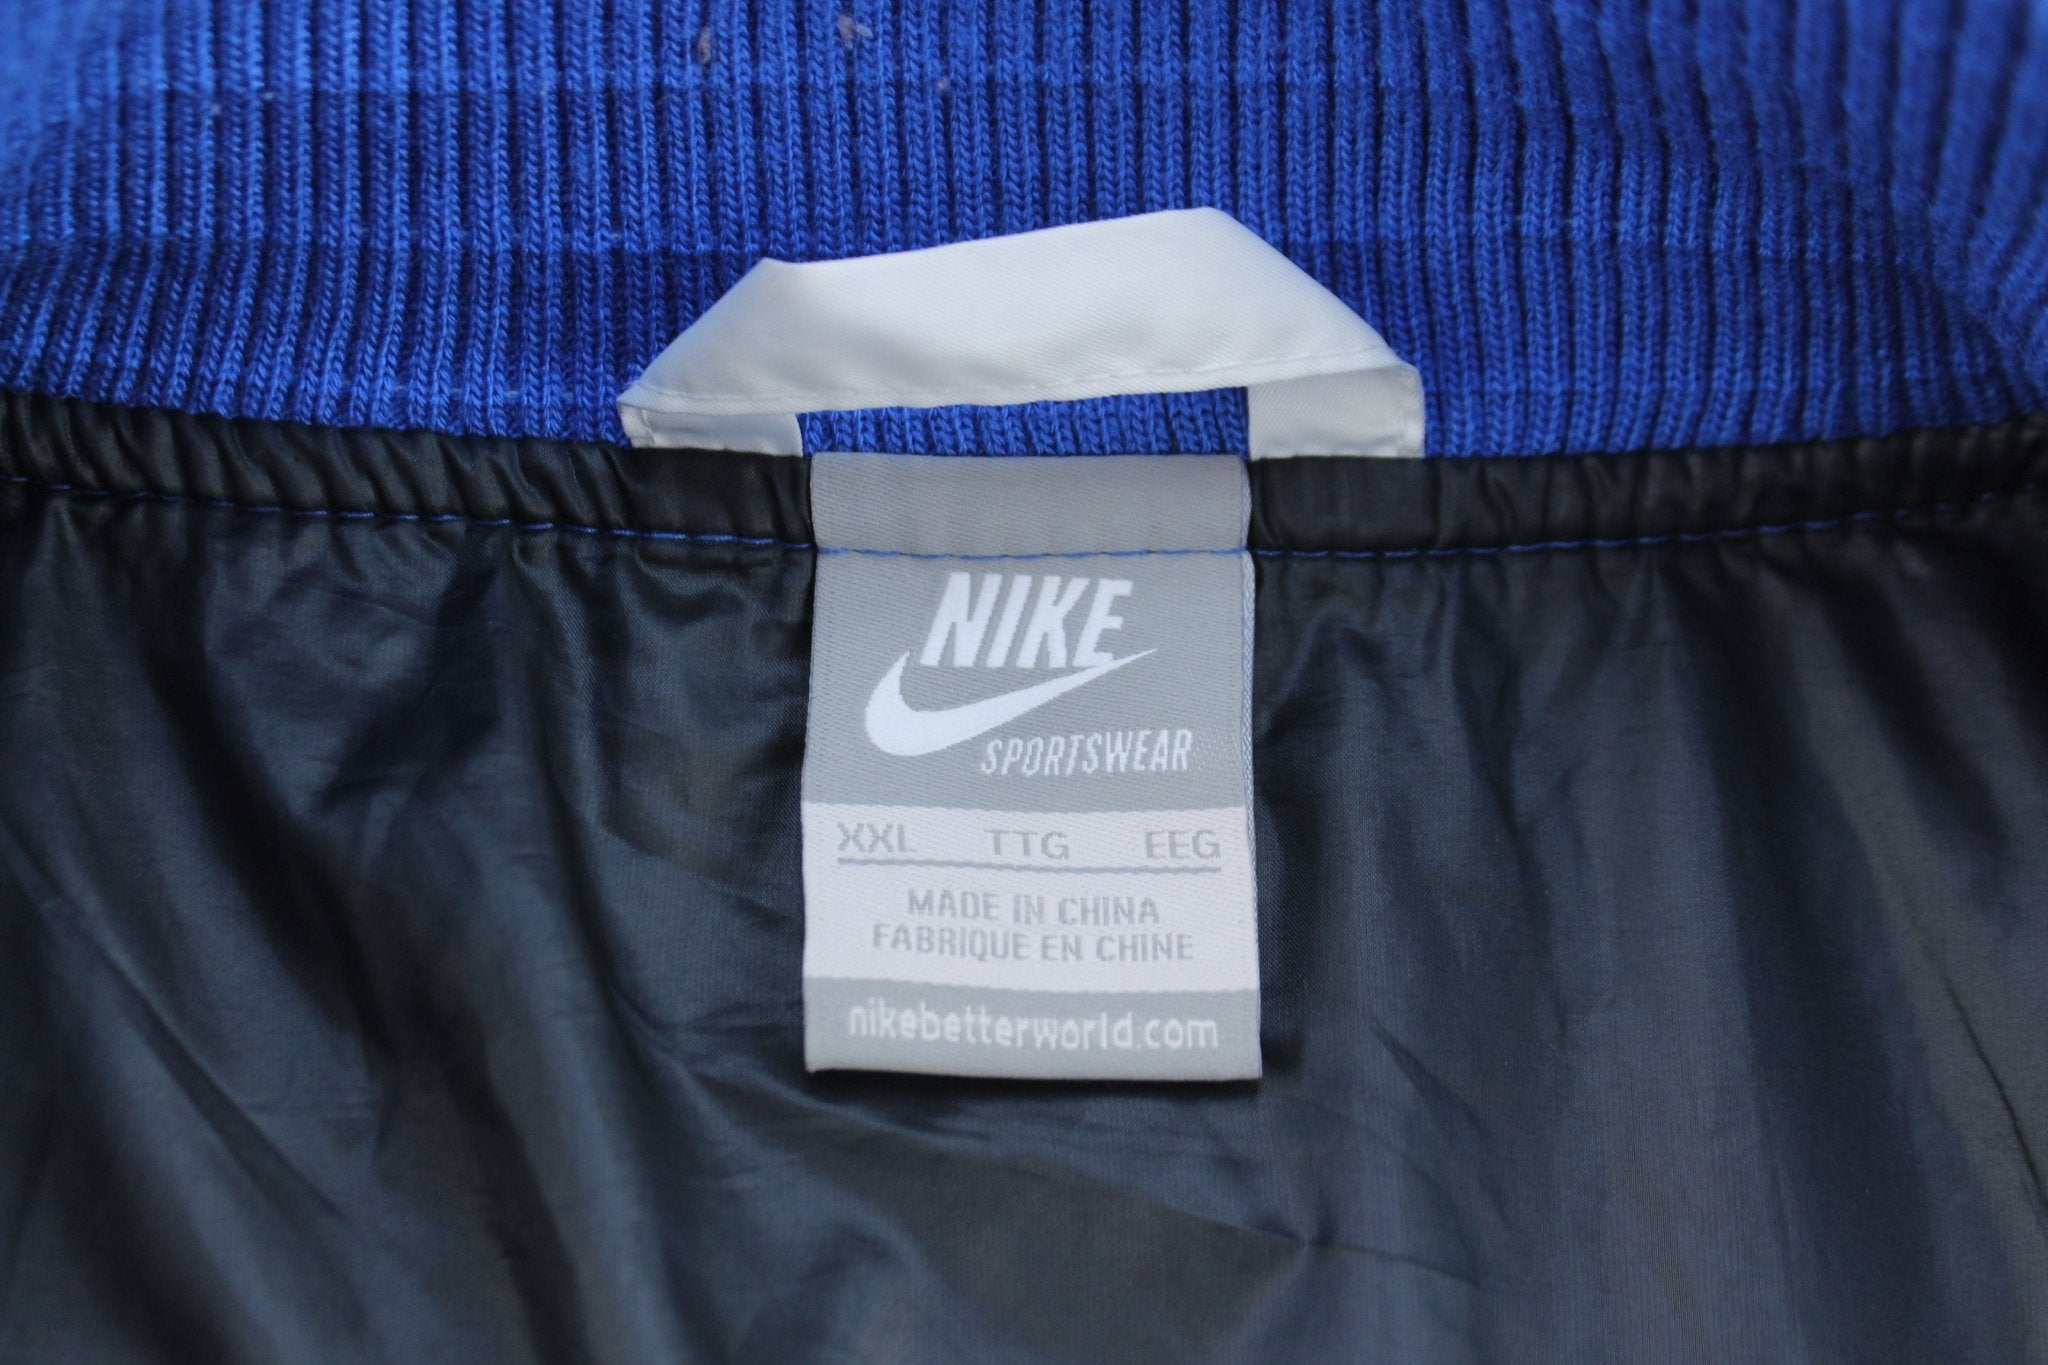 NIKE
SPORTSWEAR
XXL TTG EEG
MADE IN CHINA
FABRIQUE EN CHINE
nikebetterworld.com